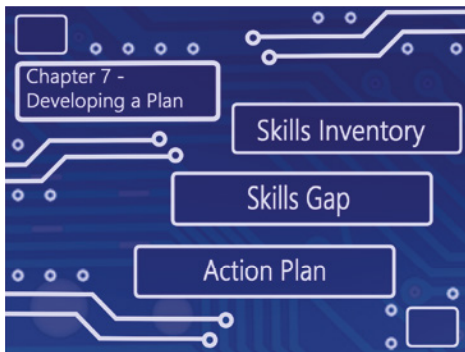 Chapter 7 -
Developing a Plan
Skills Inventory
Skills Gap
Action Plan